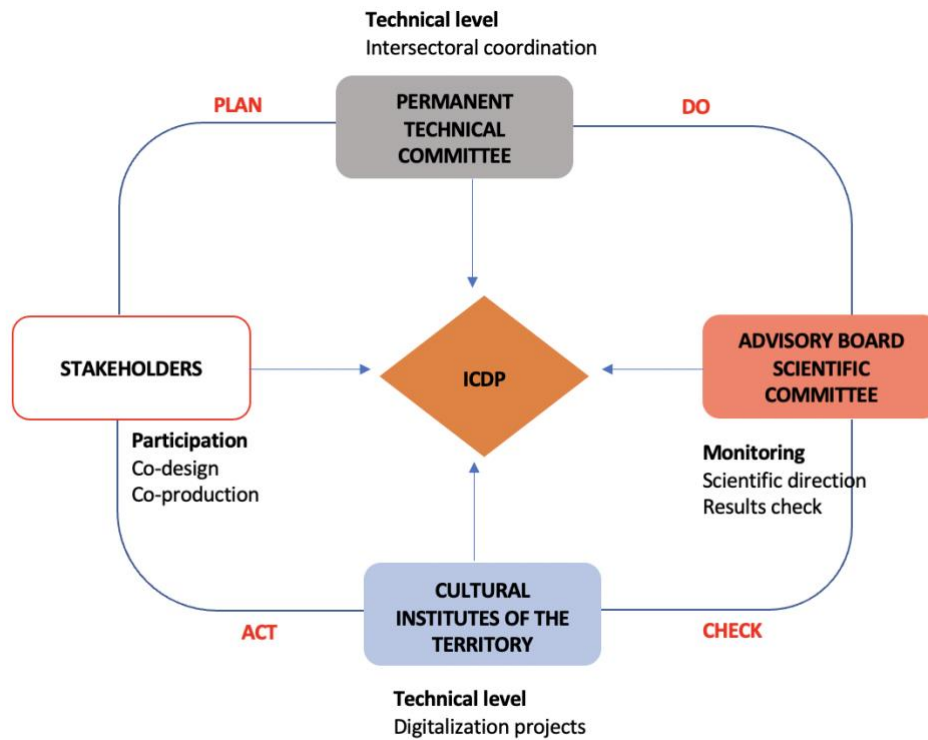 Technical level
Intersectoral coordination
PLAN
PERMANENT
TECHNICAL
COMMITTEE
DO
STAKEHOLDERS
ICDP
ADVISORY BOARD
SCIENTIFIC
COMMITTEE
Participation
Co-design
Co-production
Monitoring
Scientific direction
Results check
ACT
CULTURAL
INSTITUTES OF THE
TERRITORY
CHECK
Technical level
Digitalization projects